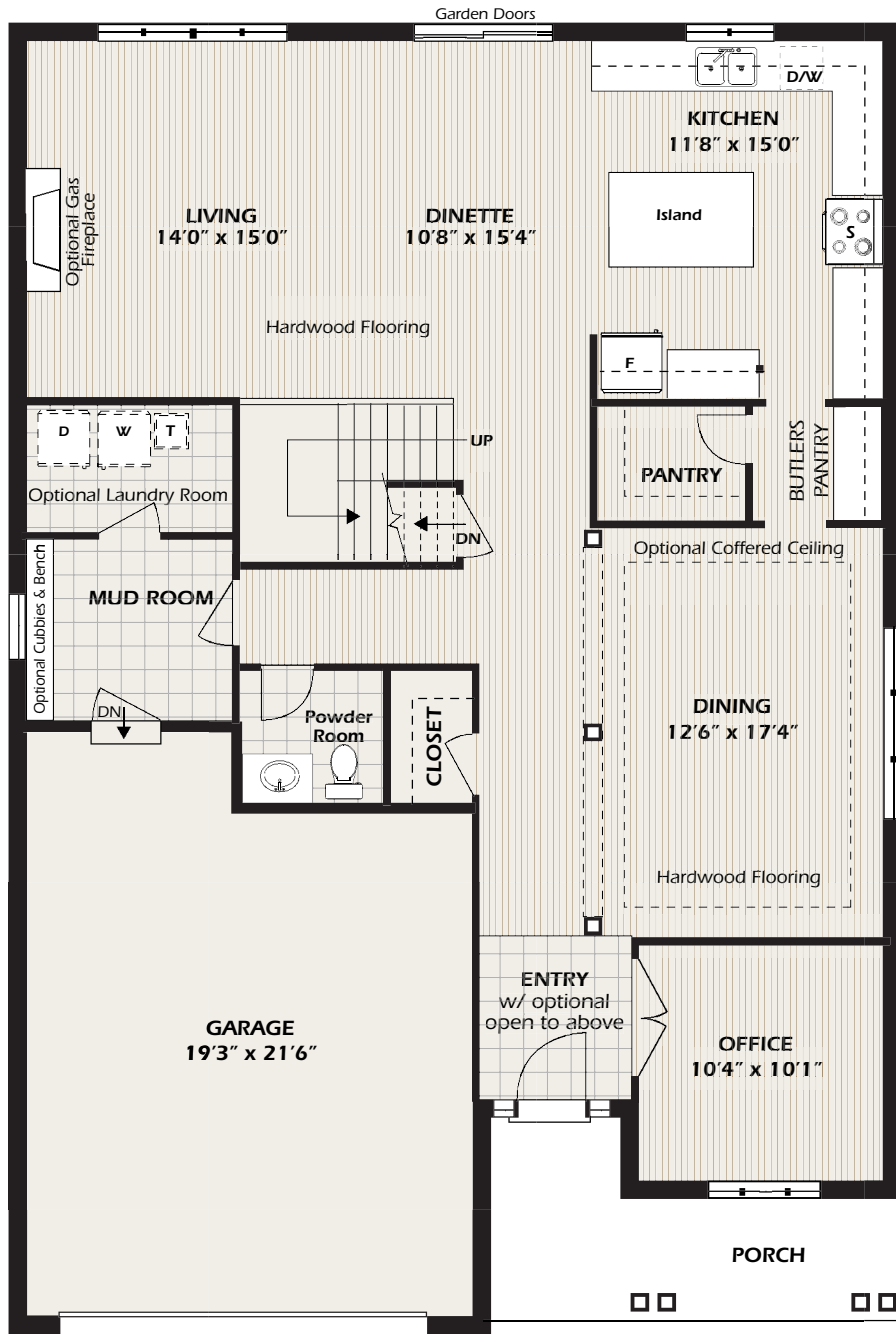 Garden Doors
D/W
KITCHEN
11'8" x 15'0"
Optional Gas
Fireplace
LIVING
14'0" x 15'0"
DINETTE
10'8" x 15'4"
Island
S
Hardwood Flooring
F
D
W
T
UP
Optional Laundry Room
PANTRY
BUTLERS
PANTRY
DN
Optional Coffered Ceiling
Optional Cubbies & Bench
MUD ROOM
DN
Powder
Room
CLOSET
DINING
12'6" x 17'4"
Hardwood Flooring
ENTRY
w/ optional
open to above
GARAGE
19'3" x 21'6"
OFFICE
10'4" x 10'1"
PORCH